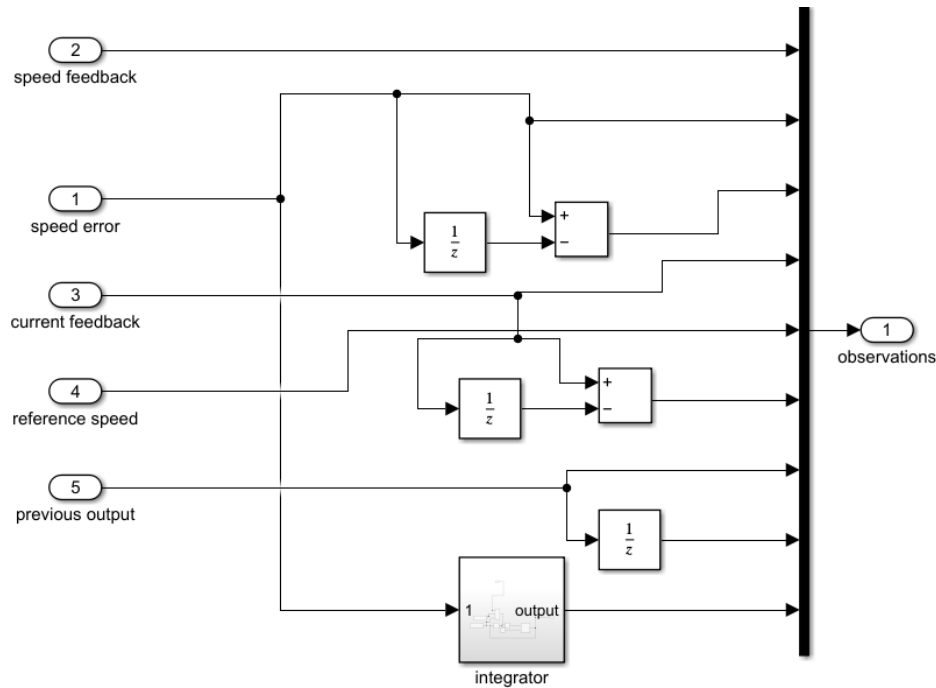 2
speed feedback
1
speed error
+
−
1
z
3
current feedback
1
observations
4
reference speed
+
−
1
z
5
previous output
1
z
1 output
integrator